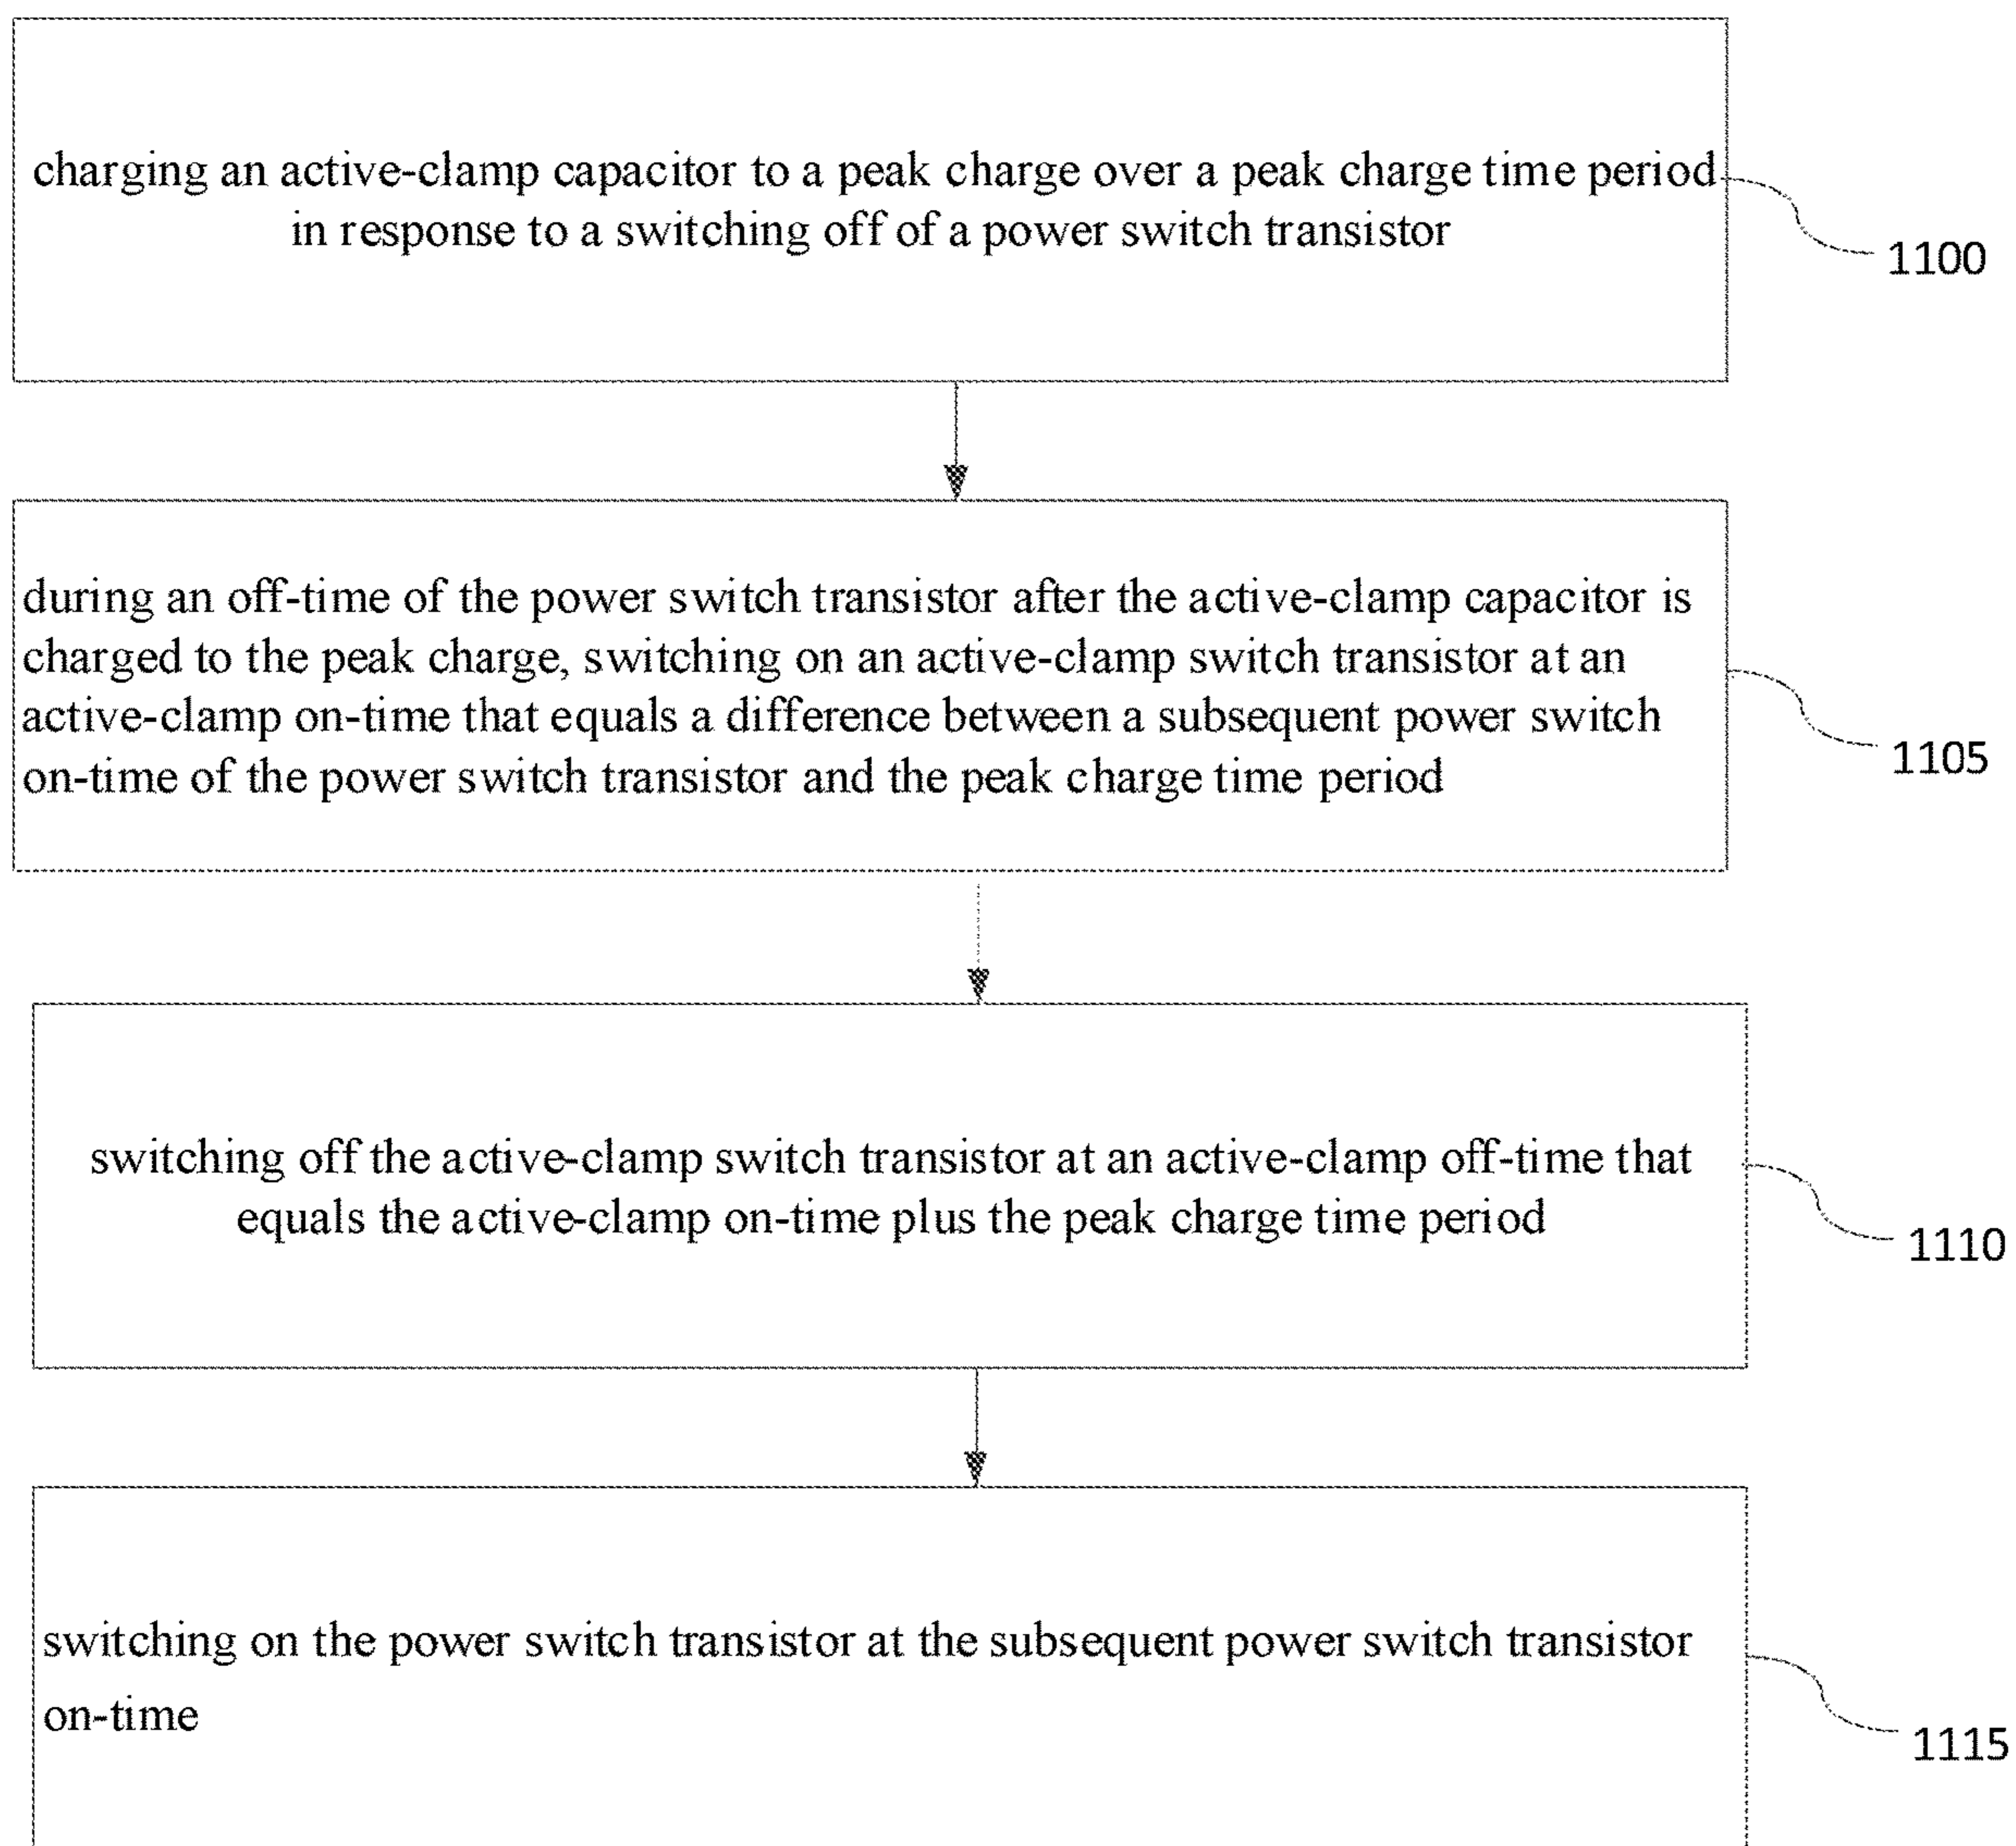 charging an active-clamp capacitor to a peak charge over a peak charge time period
in response to a switching off of a power switch transistor
1100
during an off-time of the power switch transistor after the active-clamp capacitor is
charged to the peak charge, switching on an active-clamp switch transistor at an
active-clamp on-time that equals a difference between a subsequent power switch
on-time of the power switch transistor and the peak charge time period
1105
switching off the active-clamp switch transistor at an active-clamp off-time that
equals the active-clamp on-time plus the peak charge time period
1110
switching on the power switch transistor at the subsequent power switch transistor
on-time
1115